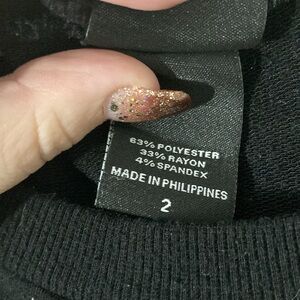 63% POLYESTER
33% RAYON
4% SPANDEX
MADE IN PHILIPPINES
2